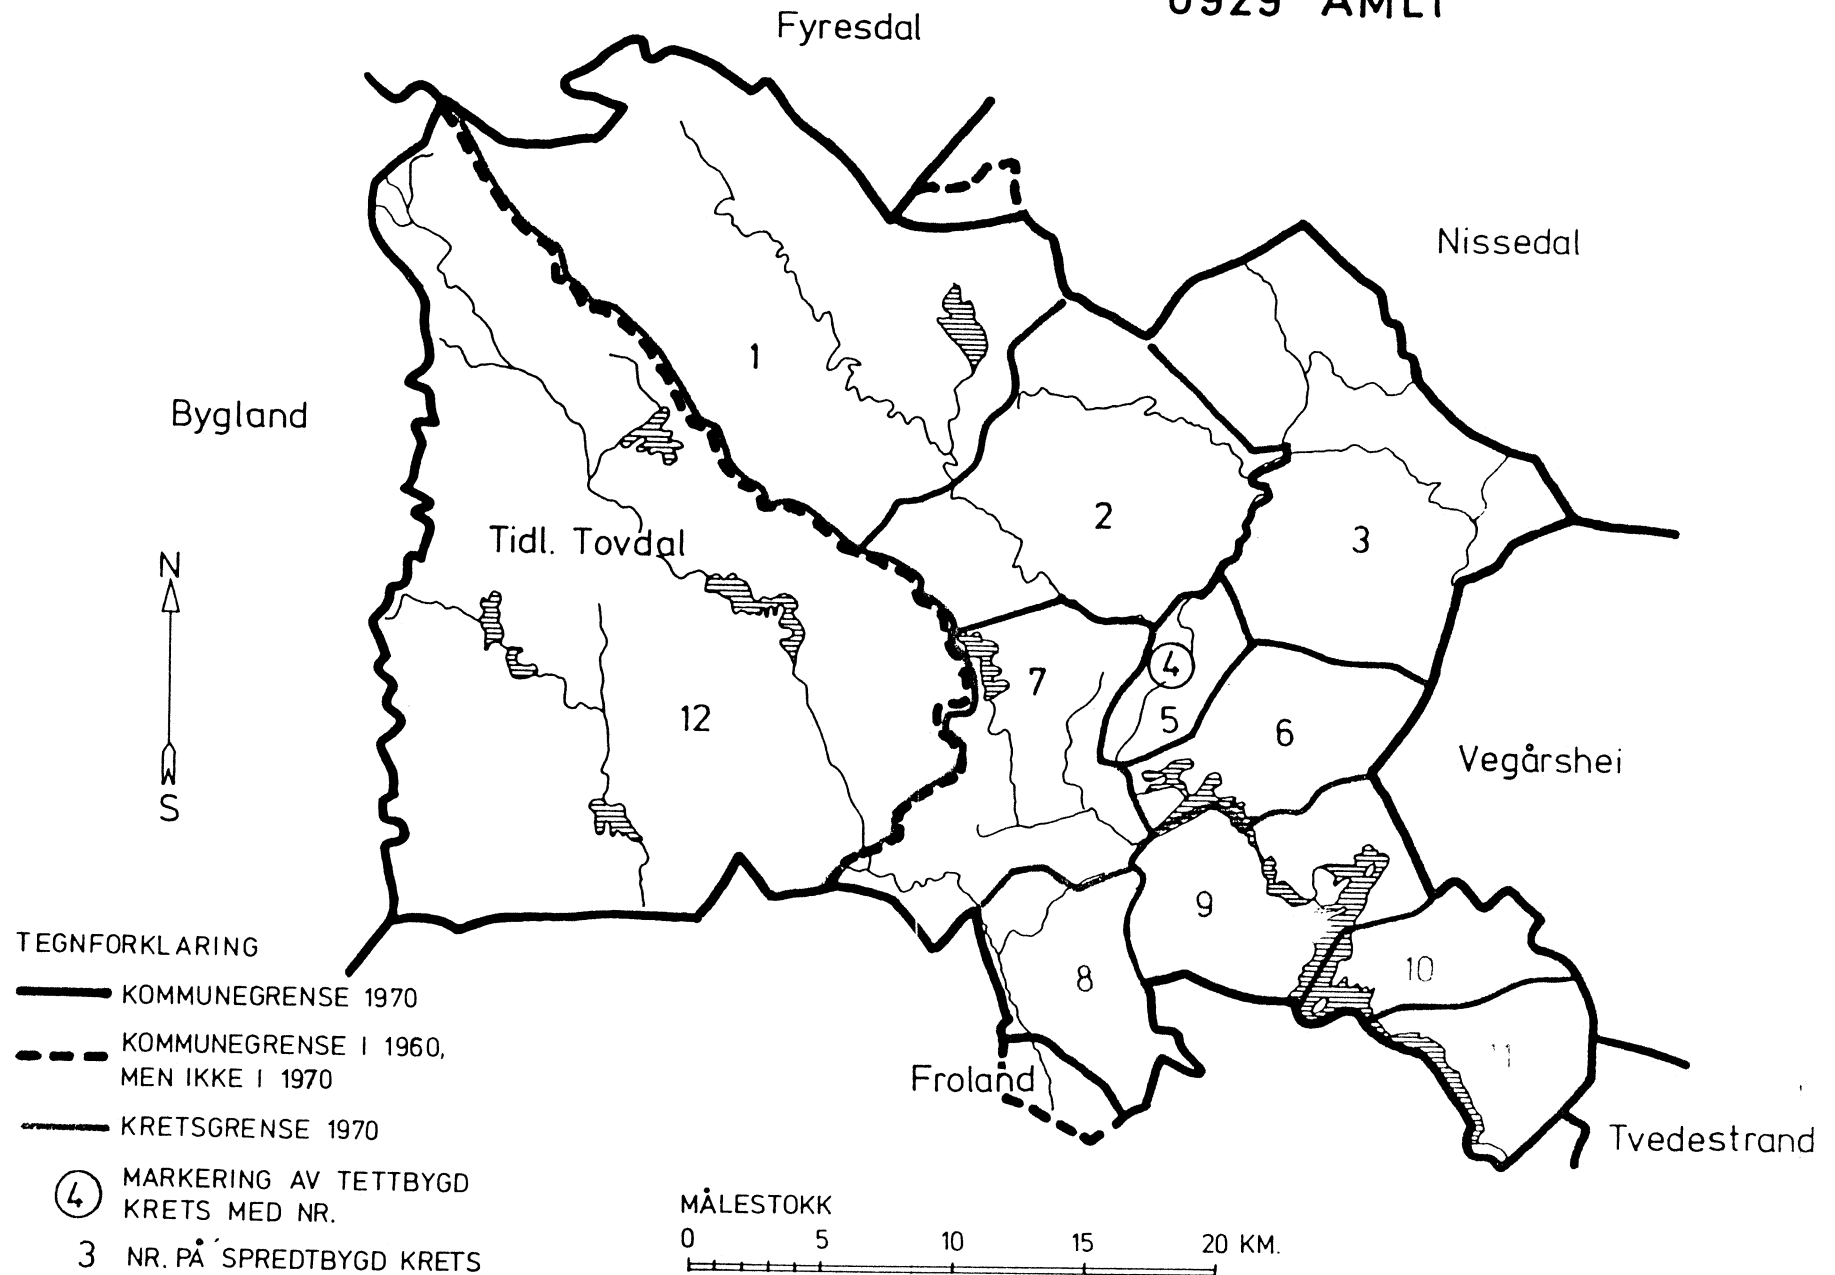 0929 ÅMLI
Fyresdal
Nissedal
1
Bygland
2
3
Tidl. Tovdal
N
S
4
7
5
6
12
Vegårshei
9
10
8
11
Froland
Tvedestrand
TEGNFORKLARING
KOMMUNEGRENSE 1970
KOMMUNEGRENSE I 1960,
MEN IKKE I 1970
KRETSGRENSE 1970
4 MARKERING AV TETTBYGD
KRETS MED NR.
3 NR. PÅ SPREDTBYGD KRETS
MÅLESTOKK
0 5 10 15 20 KM.